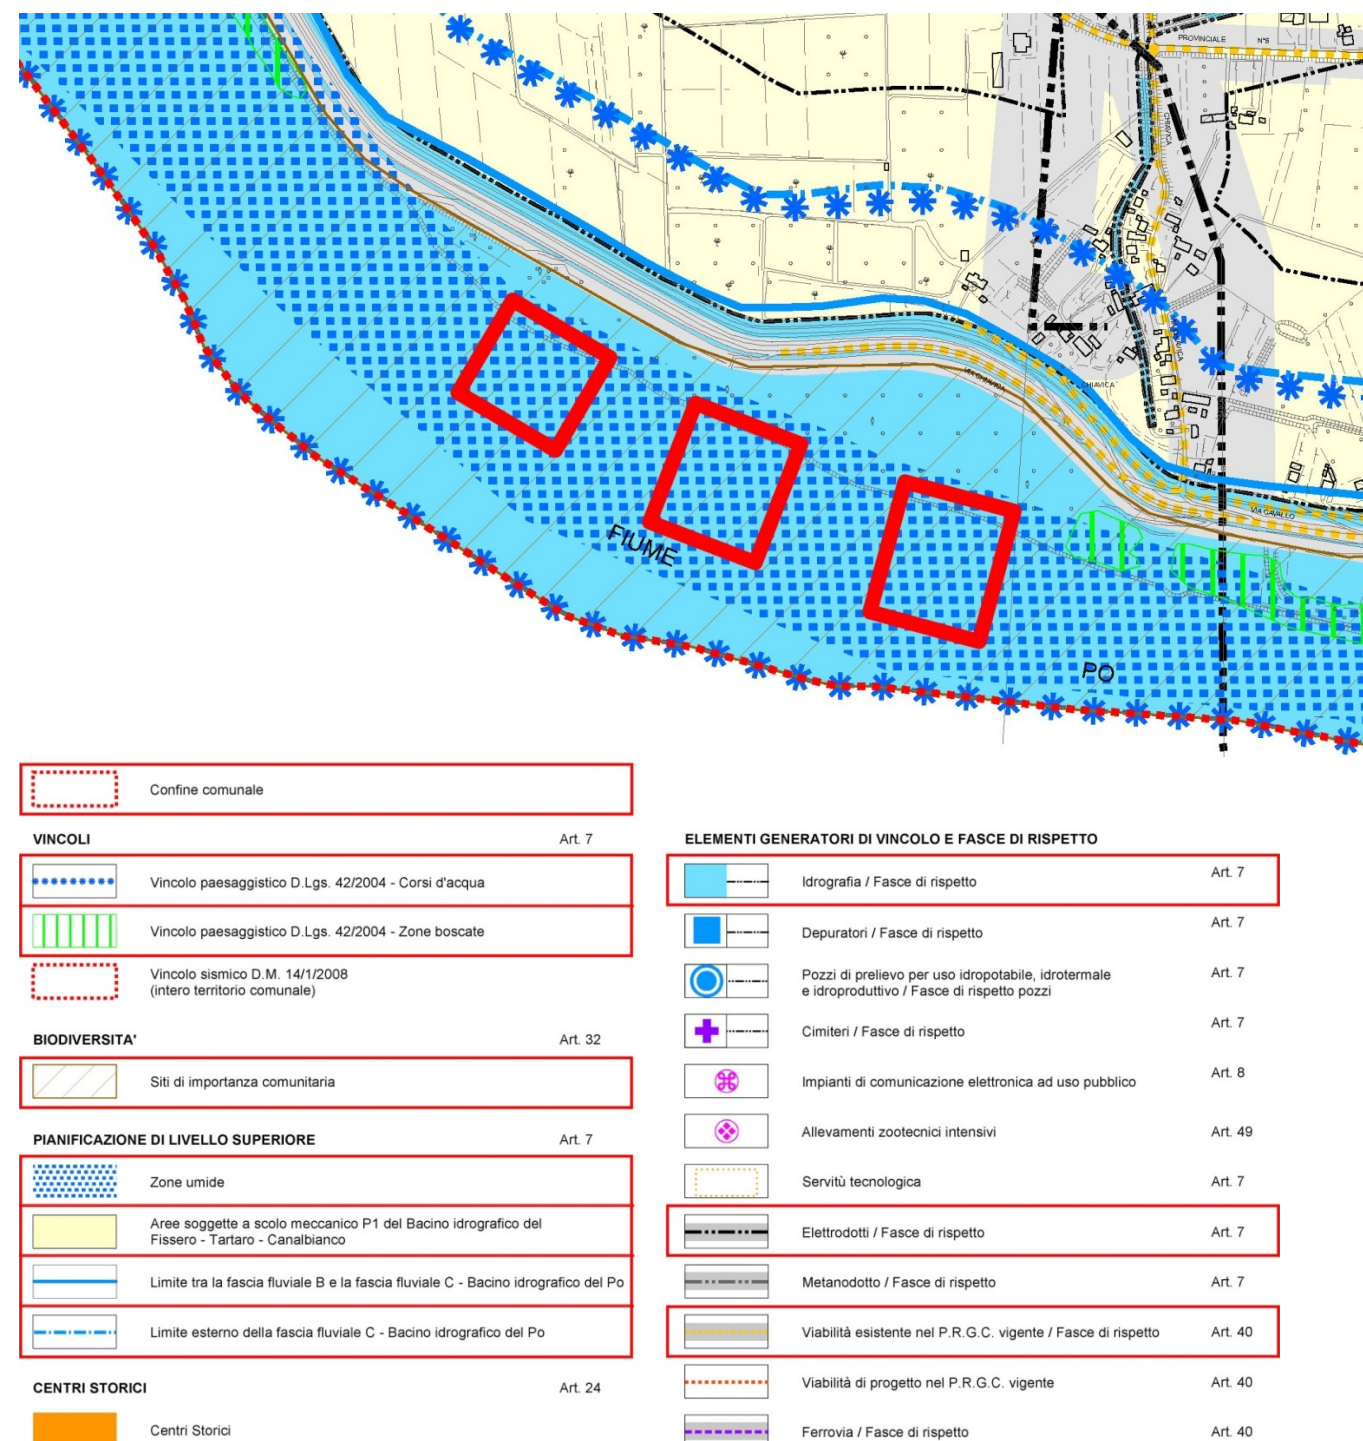 PROVINCIALE N°6
CHIAVICA
VIA CHIAVICA
CHIAVICA
VIA CAVALLO
FIUME
PO
Confine comunale
VINCOLI Art. 7
Vincolo paesaggistico D.Lgs. 42/2004 - Corsi d'acqua
Vincolo paesaggistico D.Lgs. 42/2004 - Zone boscate
Vincolo sismico D.M. 14/1/2008
(intero territorio comunale)
BIODIVERSITA' Art. 32
Siti di importanza comunitaria
PIANIFICAZIONE DI LIVELLO SUPERIORE Art. 7
Zone umide
Aree soggette a scolo meccanico P1 del Bacino idrografico del
Fissero - Tartaro - Canalbianco
Limite tra la fascia fluviale B e la fascia fluviale C - Bacino idrografico del Po
Limite esterno della fascia fluviale C - Bacino idrografico del Po
CENTRI STORICI Art. 24
Centri Storici
ELEMENTI GENERATORI DI VINCOLO E FASCE DI RISPETTO
Idrografia / Fasce di rispetto Art. 7
Depuratori / Fasce di rispetto Art. 7
Pozzi di prelievo per uso idropotabile, idrotermale Art. 7
e idroproduttivo / Fasce di rispetto pozzi
Cimiteri / Fasce di rispetto Art. 7
Impianti di comunicazione elettronica ad uso pubblico Art. 8
Allevamenti zootecnici intensivi Art. 49
Servitù tecnologica Art. 7
Elettrodotti / Fasce di rispetto Art. 7
Metanodotto / Fasce di rispetto Art. 7
Viabilità esistente nel P.R.G.C. vigente / Fasce di rispetto Art. 40
Viabilità di progetto nel P.R.G.C. vigente Art. 40
Ferrovia / Fasce di rispetto Art. 40